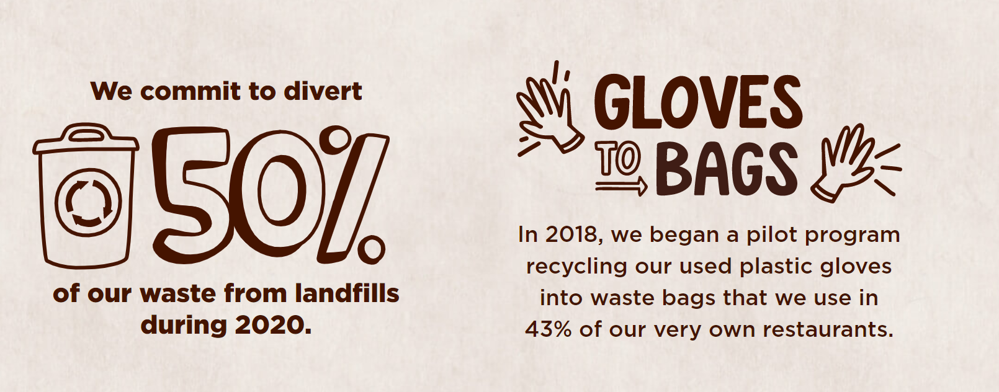 We commit to divert
50%
of our waste from landfills
during 2020.
GLOVES
TO BAGS
In 2018, we began a pilot program
recycling our used plastic gloves
into waste bags that we use in
43% of our very own restaurants.